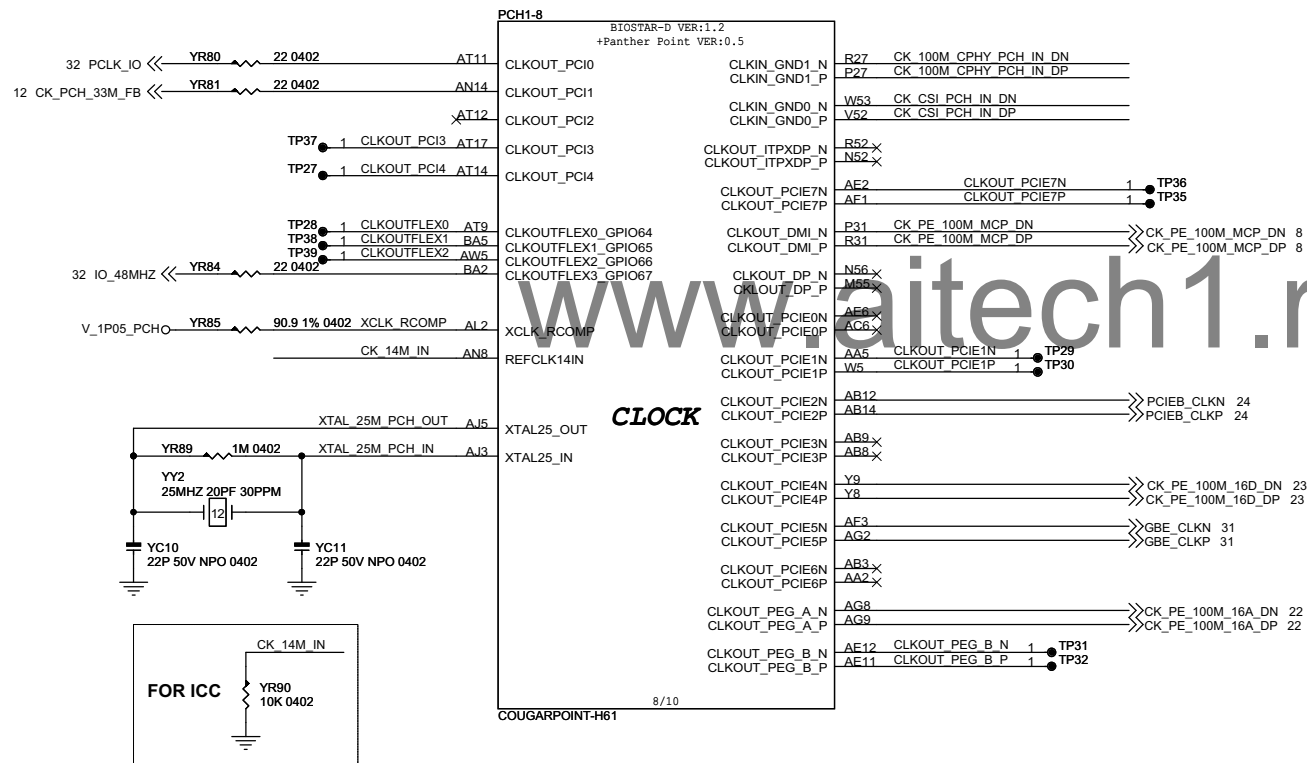 PCH1-8
BIOSTAR-D VER:1.2
+Panther Point VER:0.5
32 PCLK_IO YR80 22 0402 AT11 CLKOUT_PCI0
12 CK_PCH_33M_FB YR81 22 0402 AN14 CLKOUT_PCI1
AT12 CLKOUT_PCI2
TP37 1 CLKOUT_PCI3 AT17 CLKOUT_PCI3
TP27 1 CLKOUT_PCI4 AT14 CLKOUT_PCI4
TP28 1 CLKOUTFLEX0 AT9 CLKOUTFLEX0_GPIO64
TP38 1 CLKOUTFLEX1 BA5 CLKOUTFLEX1_GPIO65
TP39 1 CLKOUTFLEX2 AW5 CLKOUTFLEX2_GPIO66
32 IO_48MHZ YR84 22 0402 BA2 CLKOUTFLEX3_GPIO67
V_1P05_PCH YR85 90.9 1% 0402 XCLK_RCOMP AL2 XCLK_RCOMP
CK_14M_IN AN8 REFCLK14IN
XTAL_25M_PCH_OUT AJ5 XTAL25_OUT
YR89 1M 0402 XTAL_25M_PCH_IN AJ3 XTAL25_IN
YY2
25MHZ 20PF 30PPM
12
YC10
22P 50V NPO 0402
YC11
22P 50V NPO 0402
FOR ICC
CK_14M_IN
YR90
10K 0402
CLOCK
CLKIN_GND1_N R27 CK_100M_CPHY_PCH_IN_DN
CLKIN_GND1_P P27 CK_100M_CPHY_PCH_IN_DP
CLKIN_GND0_N W53 CK_CSI_PCH_IN_DN
CLKIN_GND0_P V52 CK_CSI_PCH_IN_DP
CLKOUT_ITPXDP_N R52
CLKOUT_ITPXDP_P N52
CLKOUT_PCIE7N AE2 CLKOUT_PCIE7N 1 TP36
CLKOUT_PCIE7P AF1 CLKOUT_PCIE7P 1 TP35
CLKOUT_DMI_N P31 CK_PE_100M_MCP_DN CK_PE_100M_MCP_DN 8
CLKOUT_DMI_P R31 CK_PE_100M_MCP_DP CK_PE_100M_MCP_DP 8
CLKOUT_DP_N N56
CKLOUT_DP_P M55
CLKOUT_PCIE0N AE6
CLKOUT_PCIE0P AC6
CLKOUT_PCIE1N AA5 CLKOUT_PCIE1N 1 TP29
CLKOUT_PCIE1P W5 CLKOUT_PCIE1P 1 TP30
CLKOUT_PCIE2N AB12 PCIEB_CLKN 24
CLKOUT_PCIE2P AB14 PCIEB_CLKP 24
CLKOUT_PCIE3N AB9
CLKOUT_PCIE3P AB8
CLKOUT_PCIE4N Y9 CK_PE_100M_16D_DN 23
CLKOUT_PCIE4P Y8 CK_PE_100M_16D_DP 23
CLKOUT_PCIE5N AF3 GBE_CLKN 31
CLKOUT_PCIE5P AG2 GBE_CLKP 31
CLKOUT_PCIE6N AB3
CLKOUT_PCIE6P AA2
CLKOUT_PEG_A_N AG8 CK_PE_100M_16A_DN 22
CLKOUT_PEG_A_P AG9 CK_PE_100M_16A_DP 22
CLKOUT_PEG_B_N AE12 CLKOUT_PEG_B_N 1 TP31
CLKOUT_PEG_B_P AE11 CLKOUT_PEG_B_P 1 TP32
8/10
COUGARPOINT-H61
www.aitech1.r